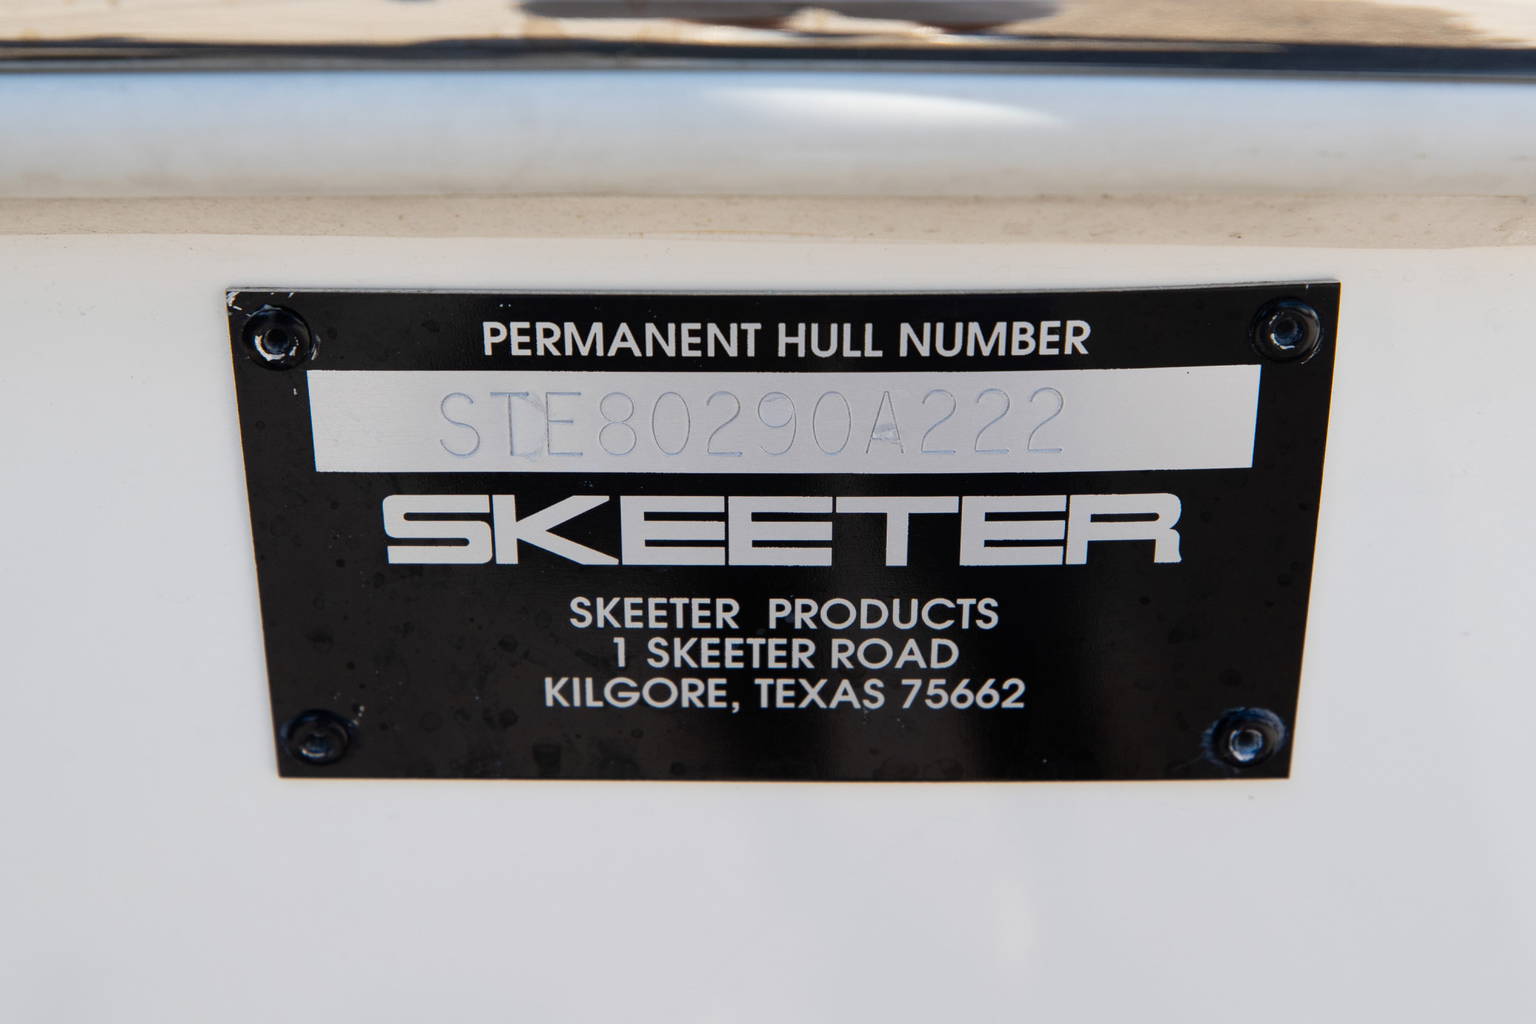 PERMANENT HULL NUMBER
STE80290A222
SKEETER
SKEETER PRODUCTS
1 SKEETER ROAD
KILGORE, TEXAS 75662